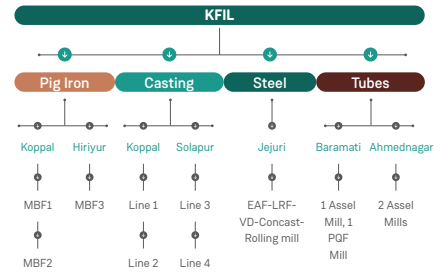 KFIL
Pig Iron Casting Steel Tubes
Koppal Hiriyur Koppal Solapur Jejuri Baramati Ahmednagar
MBF1 MBF3 Line 1 Line 3 EAF-LRF- 1 Assel 2 Assel
VD-Concast- Mill, 1 Mills
Rolling mill PQF
Mill
MBF2 Line 2 Line 4